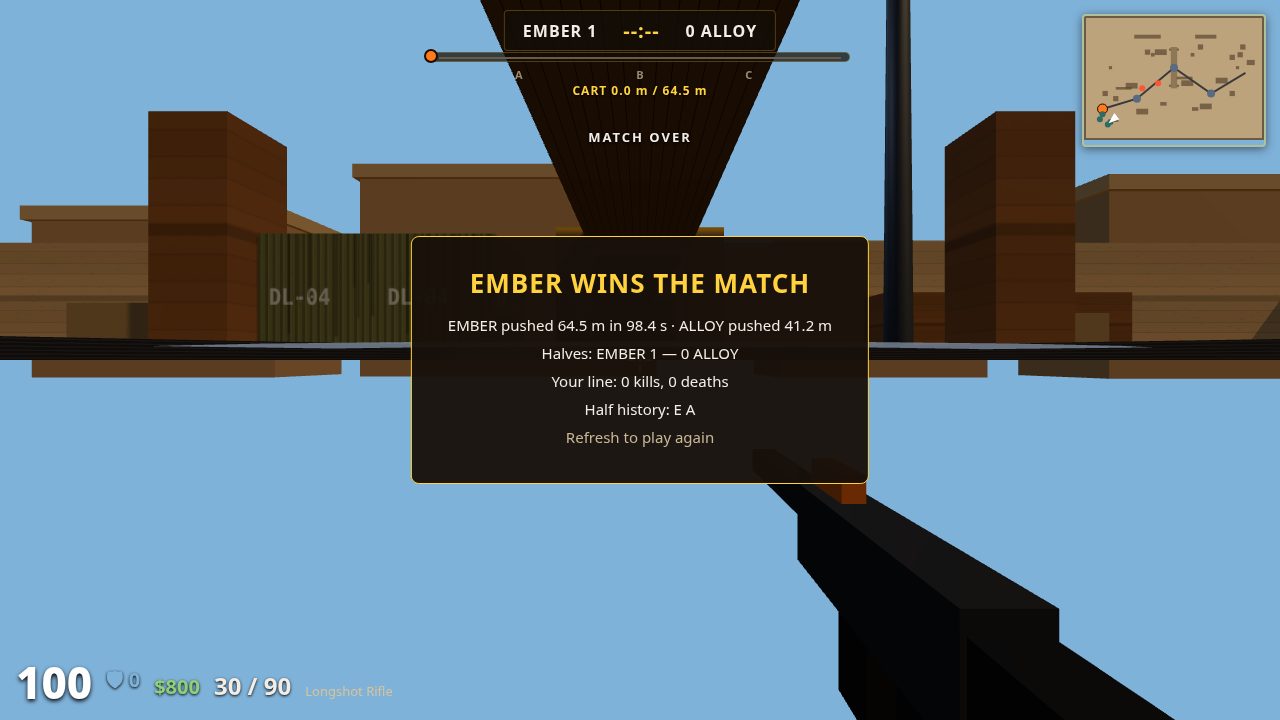 EMBER 1 --:-- 0 ALLOY
A B C
CART 0.0 m / 64.5 m
MATCH OVER
DL-04 DL-04
EMBER WINS THE MATCH
EMBER pushed 64.5 m in 98.4 s · ALLOY pushed 41.2 m
Halves: EMBER 1 — 0 ALLOY
Your line: 0 kills, 0 deaths
Half history: E A
Refresh to play again
100 0 $800 30 / 90 Longshot Rifle